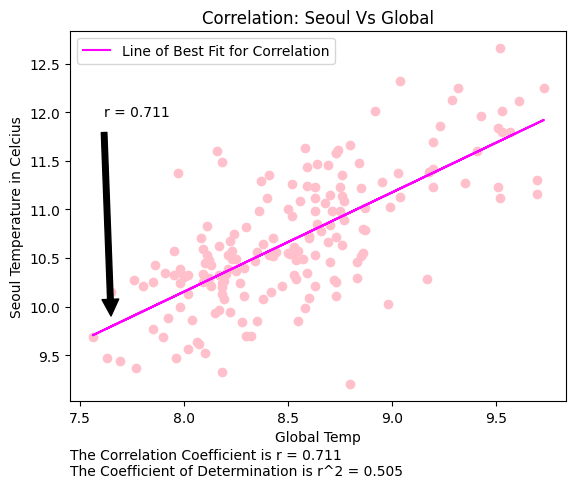 Correlation: Seoul Vs Global
Line of Best Fit for Correlation
r = 0.711
Seoul Temperature in Celcius
12.5
12.0
11.5
11.0
10.5
10.0
9.5
7.5 8.0 8.5 9.0 9.5
Global Temp
The Correlation Coefficient is r = 0.711
The Coefficient of Determination is r^2 = 0.505